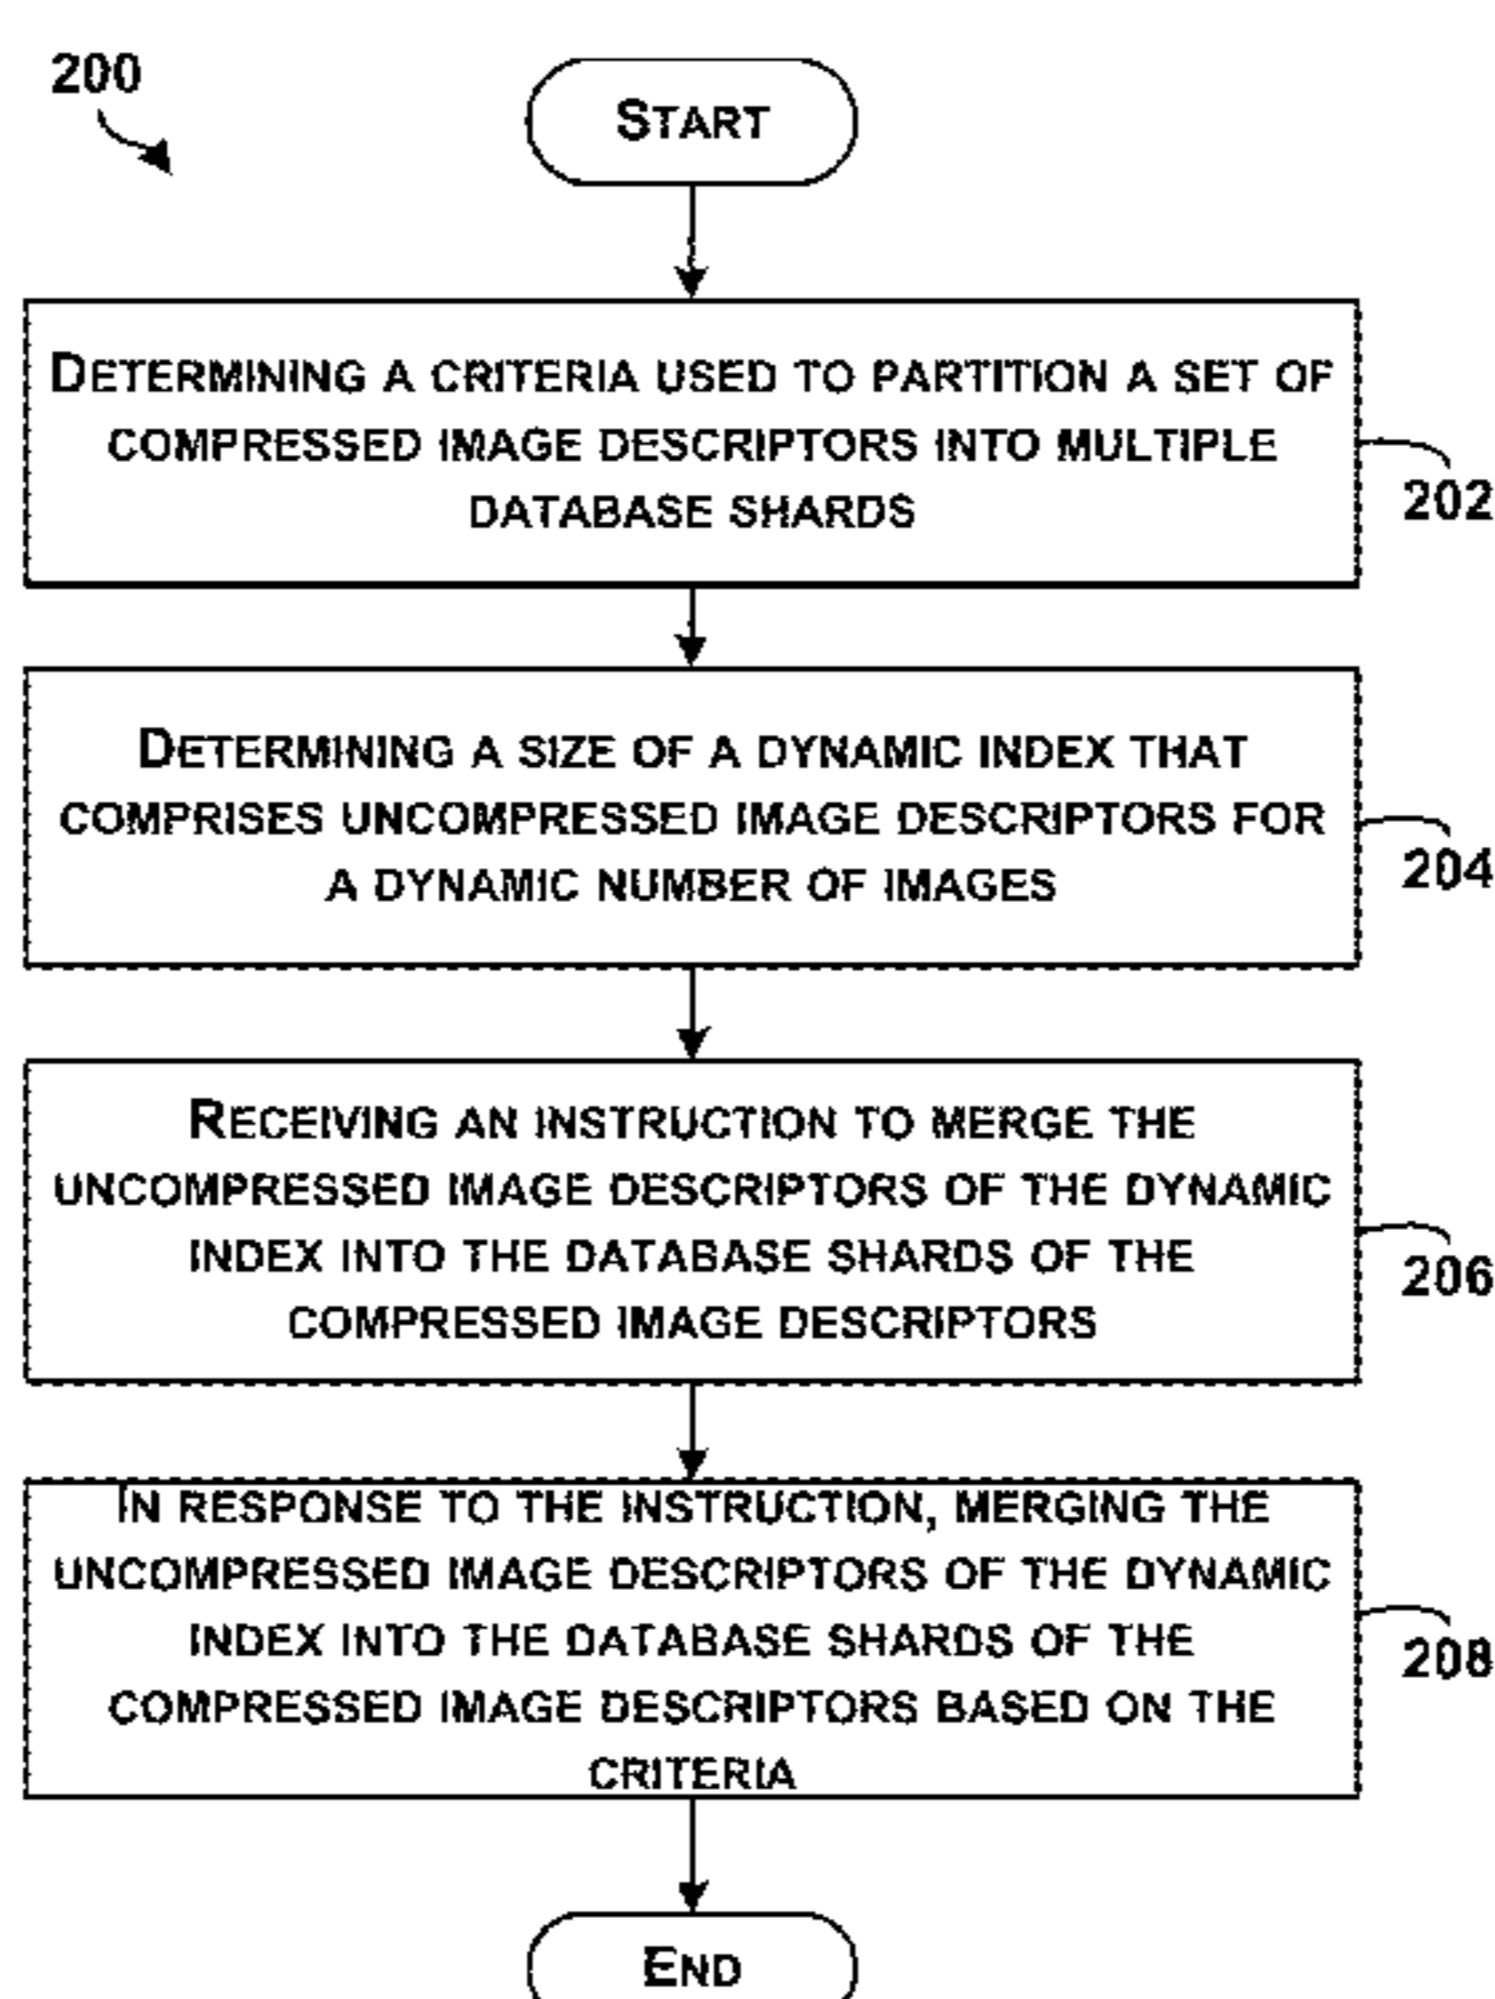 200
START
DETERMINING A CRITERIA USED TO PARTITION A SET OF
COMPRESSED IMAGE DESCRIPTORS INTO MULTIPLE
DATABASE SHARDS
202
DETERMINING A SIZE OF A DYNAMIC INDEX THAT
COMPRISES UNCOMPRESSED IMAGE DESCRIPTORS FOR
A DYNAMIC NUMBER OF IMAGES
204
RECEIVING AN INSTRUCTION TO MERGE THE
UNCOMPRESSED IMAGE DESCRIPTORS OF THE DYNAMIC
INDEX INTO THE DATABASE SHARDS OF THE
COMPRESSED IMAGE DESCRIPTORS
206
IN RESPONSE TO THE INSTRUCTION, MERGING THE
UNCOMPRESSED IMAGE DESCRIPTORS OF THE DYNAMIC
INDEX INTO THE DATABASE SHARDS OF THE
COMPRESSED IMAGE DESCRIPTORS BASED ON THE
CRITERIA
208
END